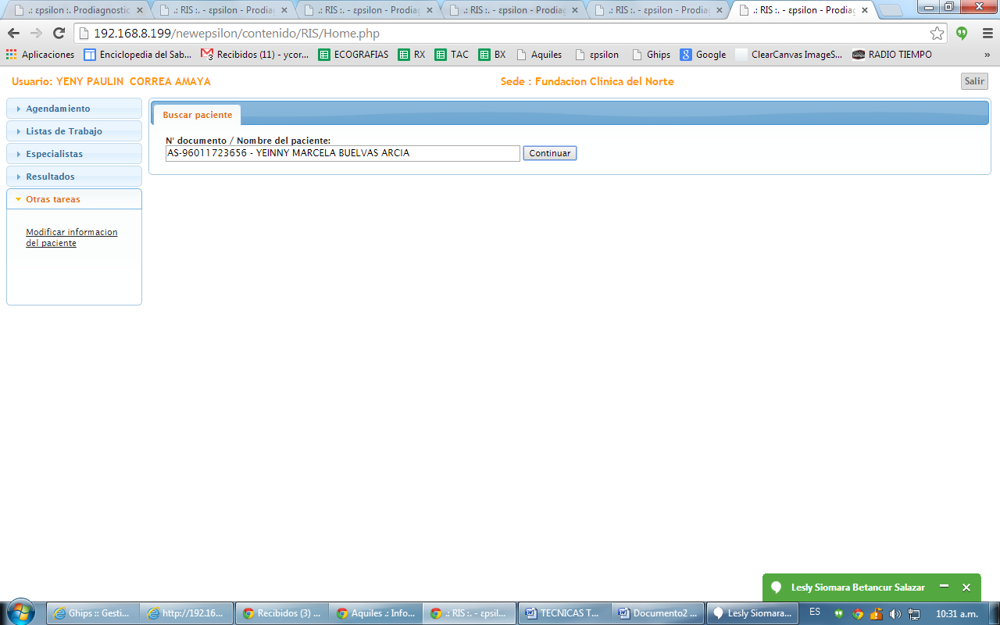 .: εpsilon :. Prodiagnostic
.: RIS :. - εpsilon - Prodiag
.: RIS :. - εpsilon - Prodiag
.: RIS :. - εpsilon - Prodiag
.: RIS :. - εpsilon - Prodiag
.: RIS :. - εpsilon - Prodiag
192.168.8.199/newepsilon/contenido/RIS/Home.php
Aplicaciones Enciclopedia del Sab... Recibidos (11) - ycor... ECOGRAFIAS RX TAC BX Aquiles εpsilon Ghips Google ClearCanvas ImageS... RADIO TIEMPO »
Usuario: YENY PAULIN CORREA AMAYA
Sede : Fundacion Clinica del Norte
Salir
Agendamiento
Listas de Trabajo
Especialistas
Resultados
Otras tareas
Modificar informacion
del paciente
Buscar paciente
N° documento / Nombre del paciente:
AS-96011723656 - YEINNY MARCELA BUELVAS ARCIA
Continuar
Lesly Siomara Betancur Salazar
Ghips :: Gesti... http://192.16... Recibidos (3) ... Aquiles .: Info... .: RIS :. - εpsil... TECNICAS T... Documento2 ... Lesly Siomara... ES 10:31 a.m.